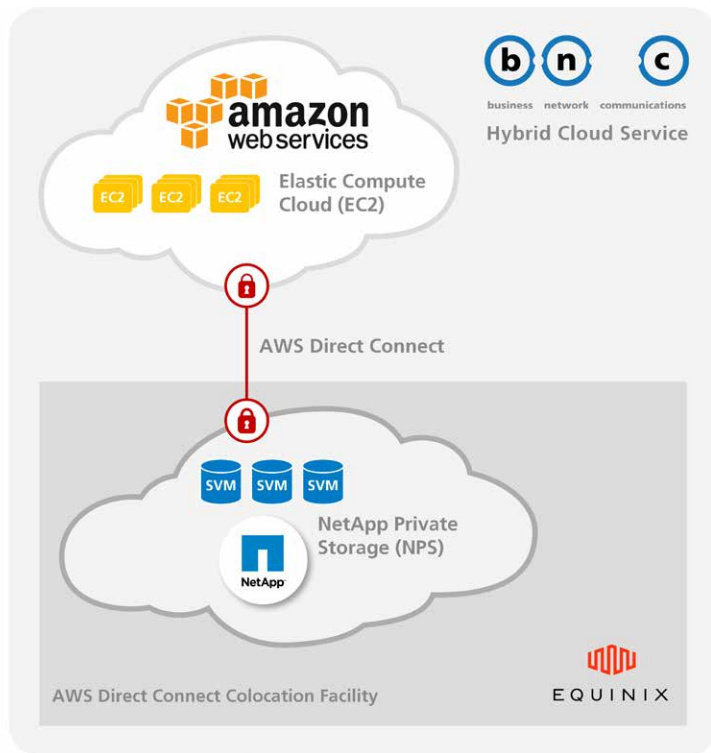 amazon
web services
b n c
business network communications
Hybrid Cloud Service
EC2 EC2 EC2
Elastic Compute
Cloud (EC2)
AWS Direct Connect
SVM SVM SVM
NetApp Private
Storage (NPS)
NetApp
AWS Direct Connect Colocation Facility
EQUINIX